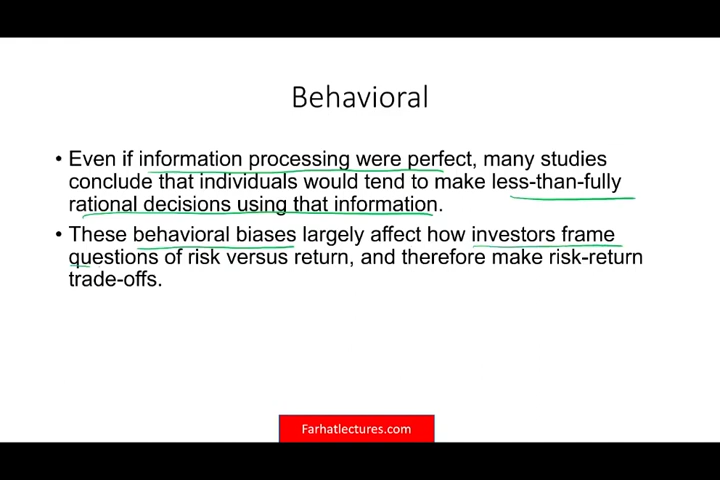 Behavioral
• Even if information processing were perfect, many studies
conclude that individuals would tend to make less-than-fully
rational decisions using that information.
• These behavioral biases largely affect how investors frame
questions of risk versus return, and therefore make risk-return
trade-offs.
Farhatlectures.com